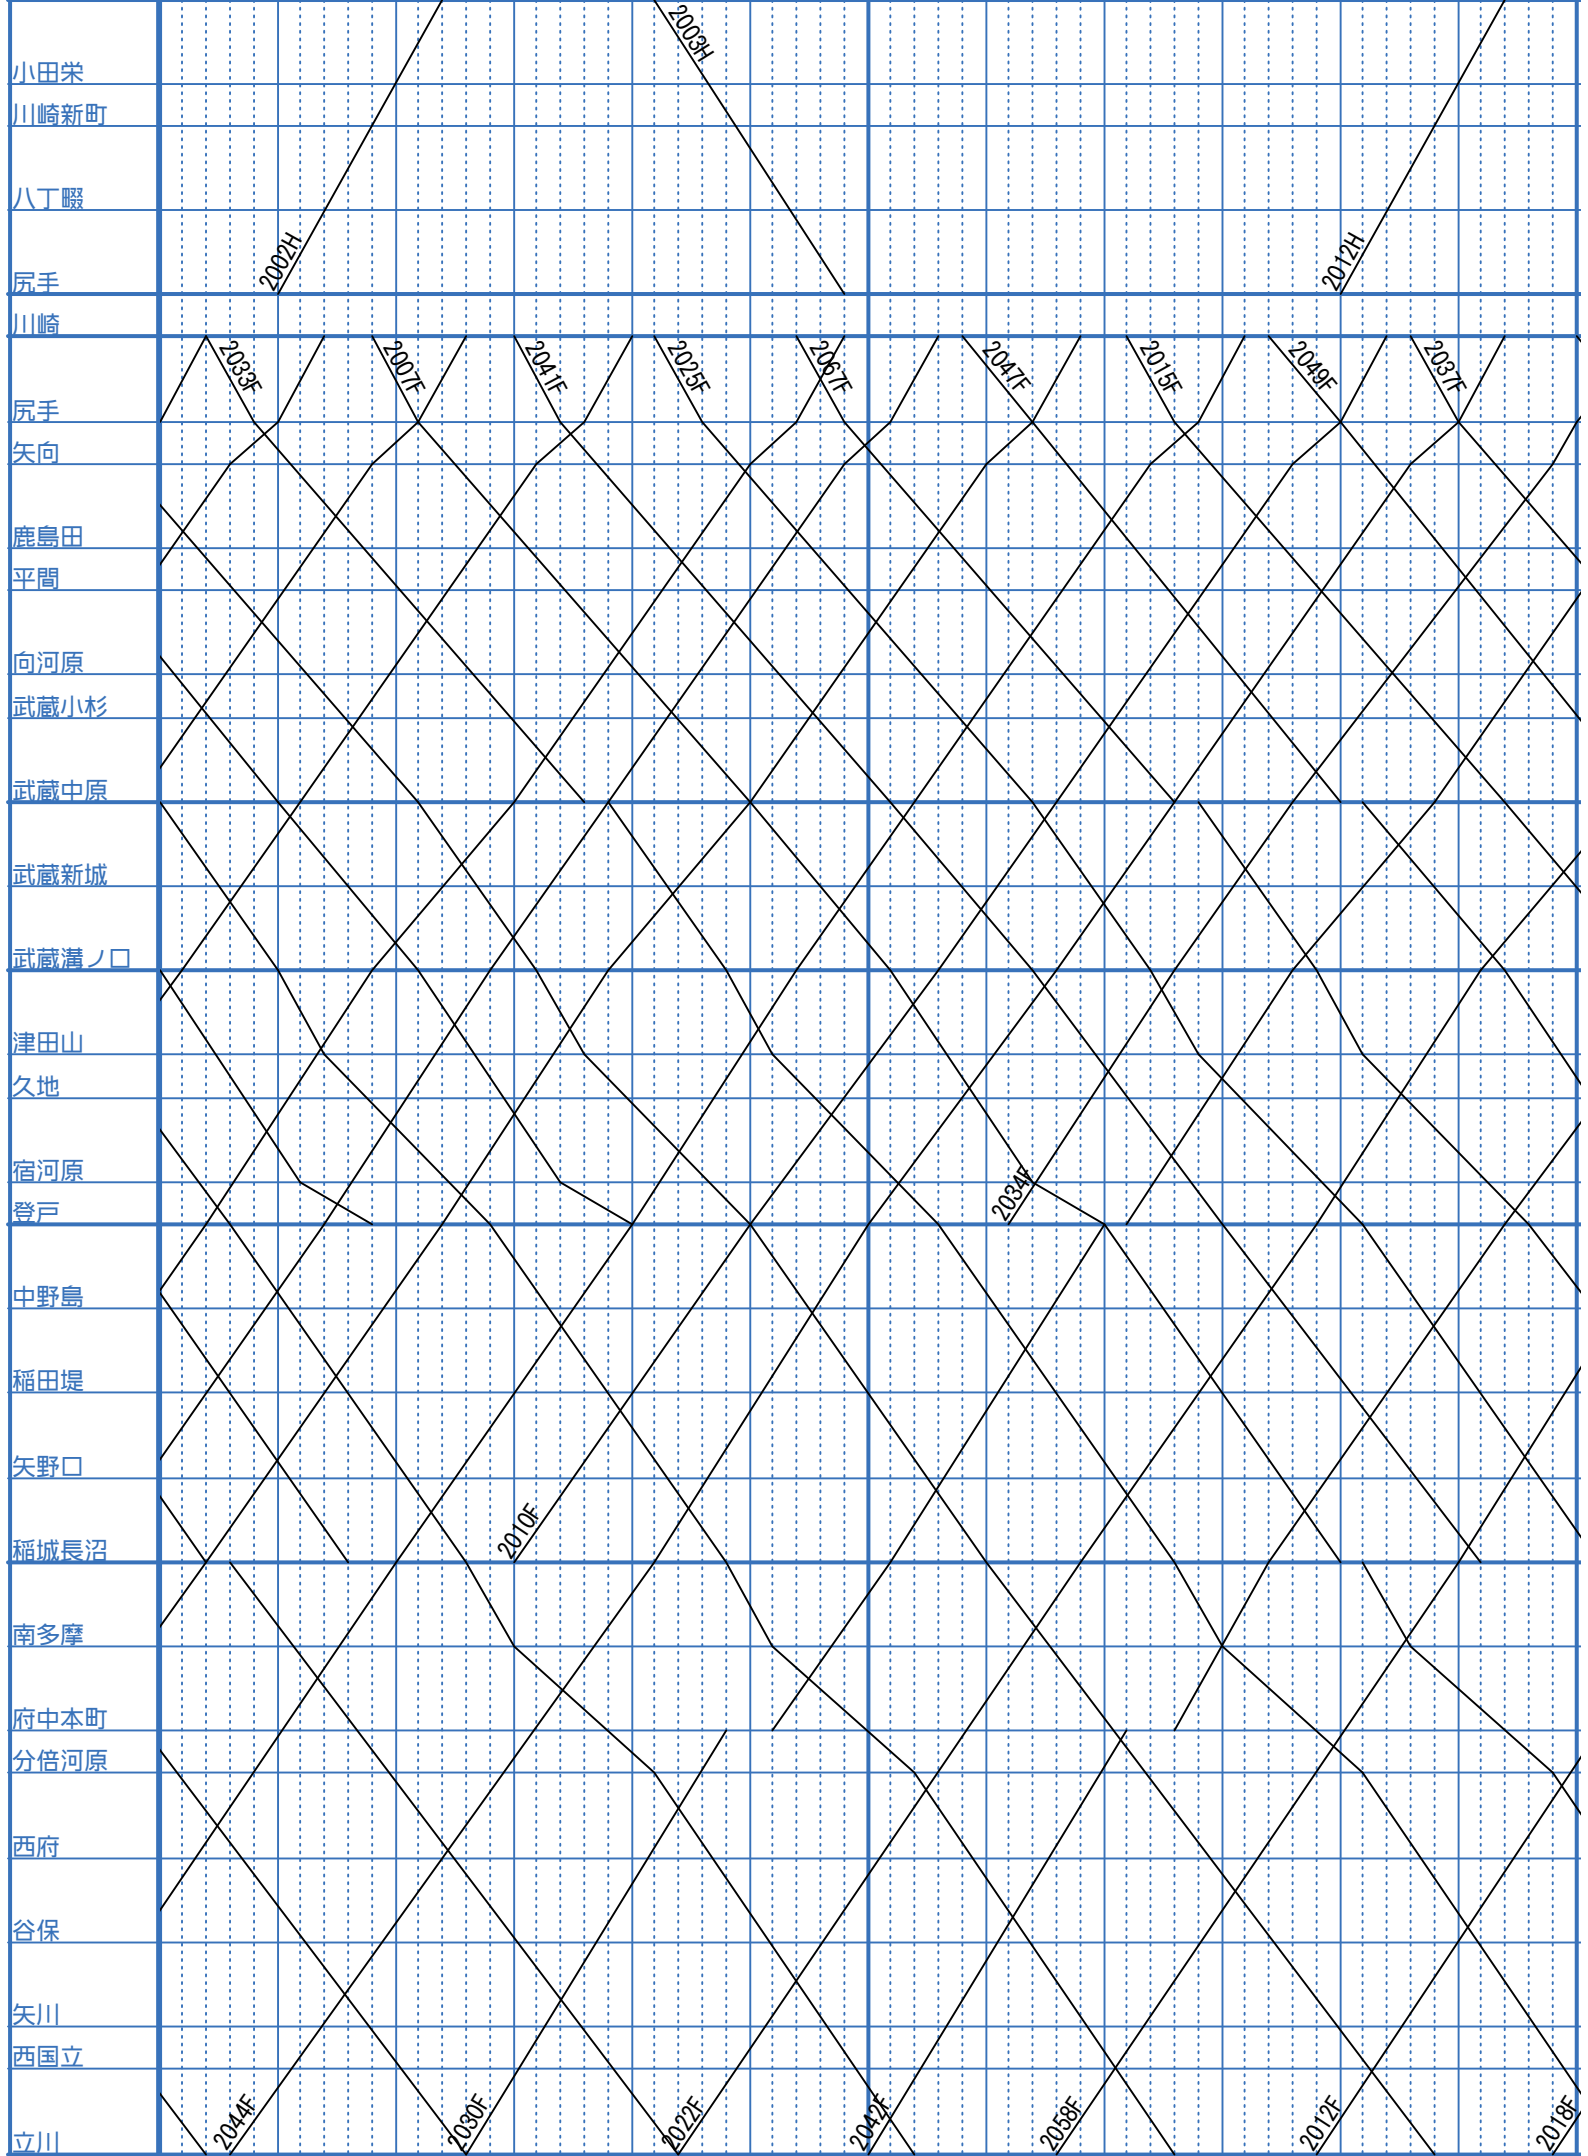 小田栄
川崎新町
八丁畷
尻手
川崎
尻手
矢向
鹿島田
平間
向河原
武蔵小杉
武蔵中原
武蔵新城
武蔵溝ノ口
津田山
久地
宿河原
登戸
中野島
稲田堤
矢野口
稲城長沼
南多摩
府中本町
分倍河原
西府
谷保
矢川
西国立
立川
2003H
2002H
2012H
2033F
2007F
2041F
2025F
2067F
2047F
2015F
2049F
2037F
2034F
2010F
2044F
2030F
2022F
2042F
2058F
2012F
2018F